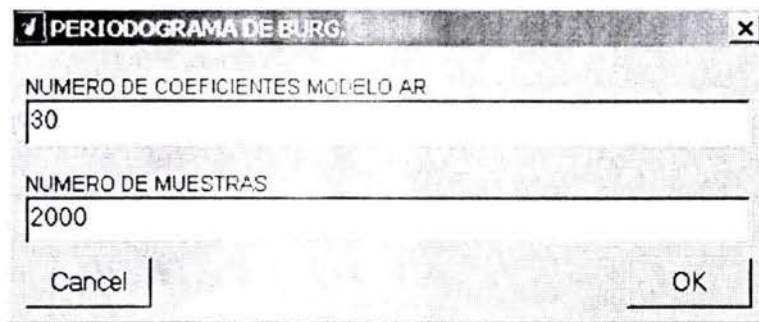 PERIODOGRAMA DE BURG.
NUMERO DE COEFICIENTES MODELO AR
30
NUMERO DE MUESTRAS
2000
Cancel OK